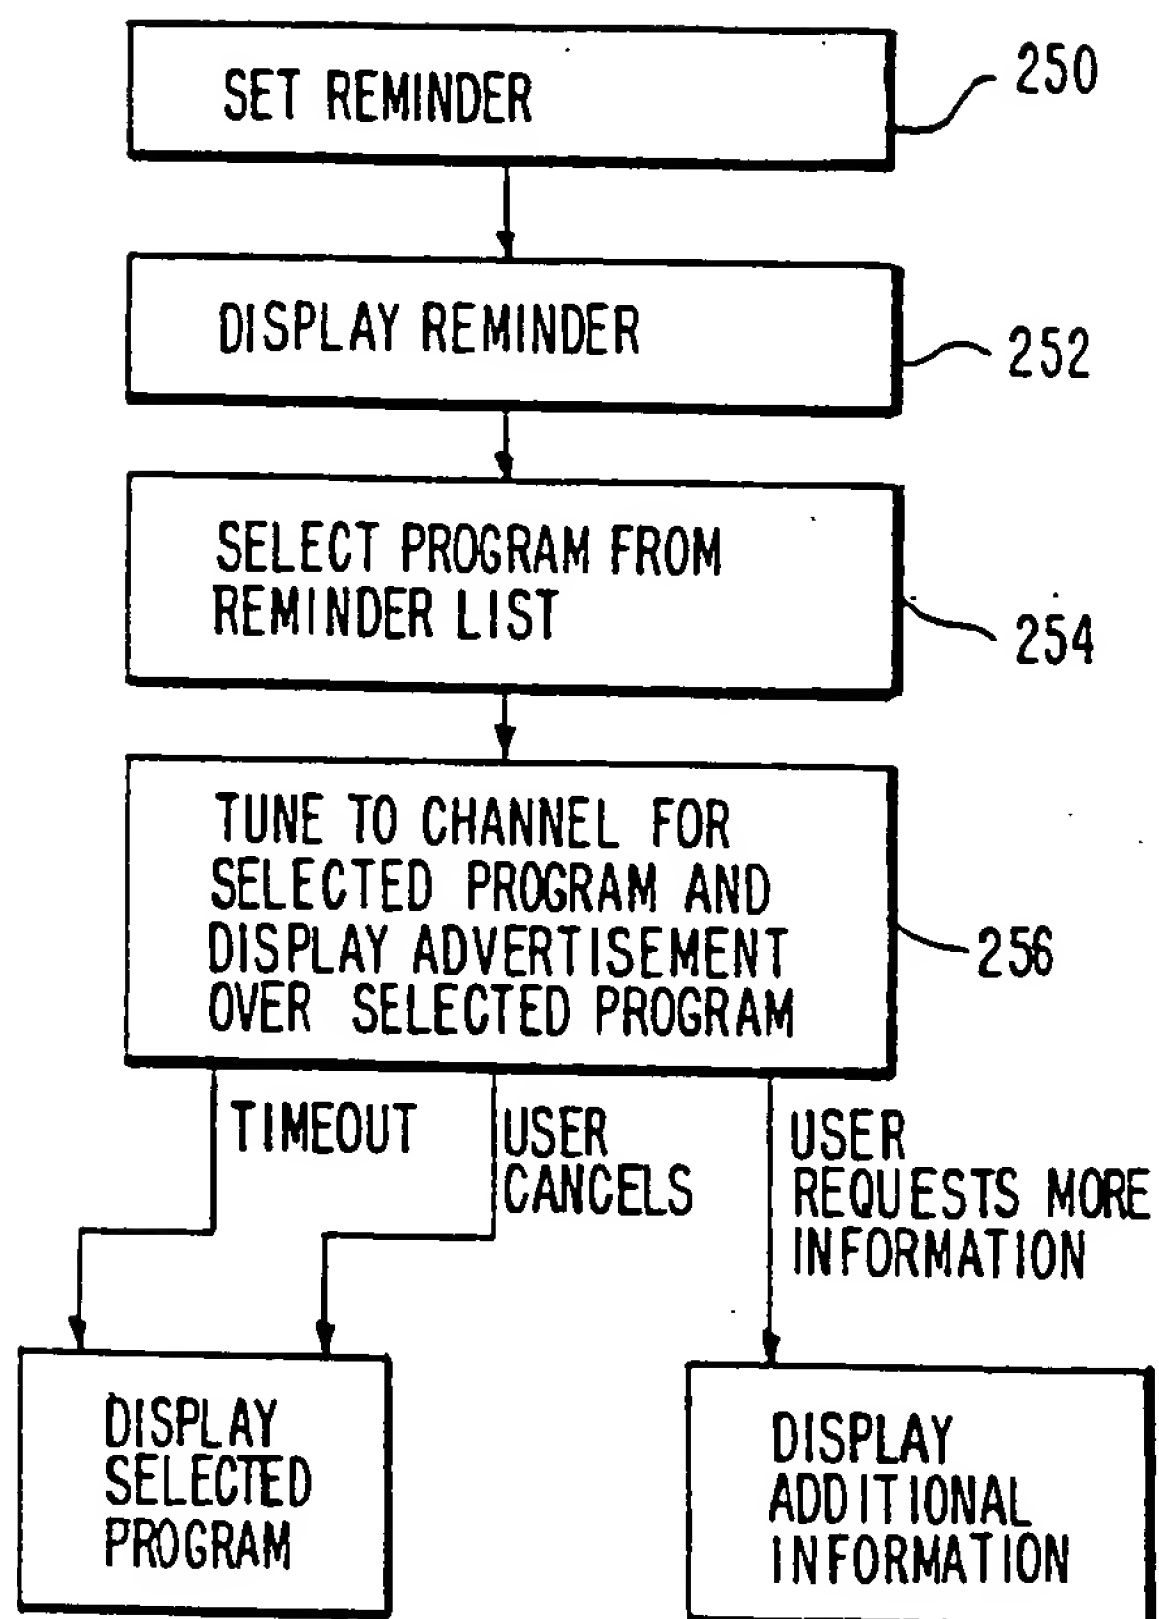 SET REMINDER
250
DISPLAY REMINDER
252
SELECT PROGRAM FROM
REMINDER LIST
254
TUNE TO CHANNEL FOR
SELECTED PROGRAM AND
DISPLAY ADVERTISEMENT
OVER SELECTED PROGRAM
256
TIMEOUT
USER
CANCELS
USER
REQUESTS MORE
INFORMATION
DISPLAY
SELECTED
PROGRAM
DISPLAY
ADDITIONAL
INFORMATION